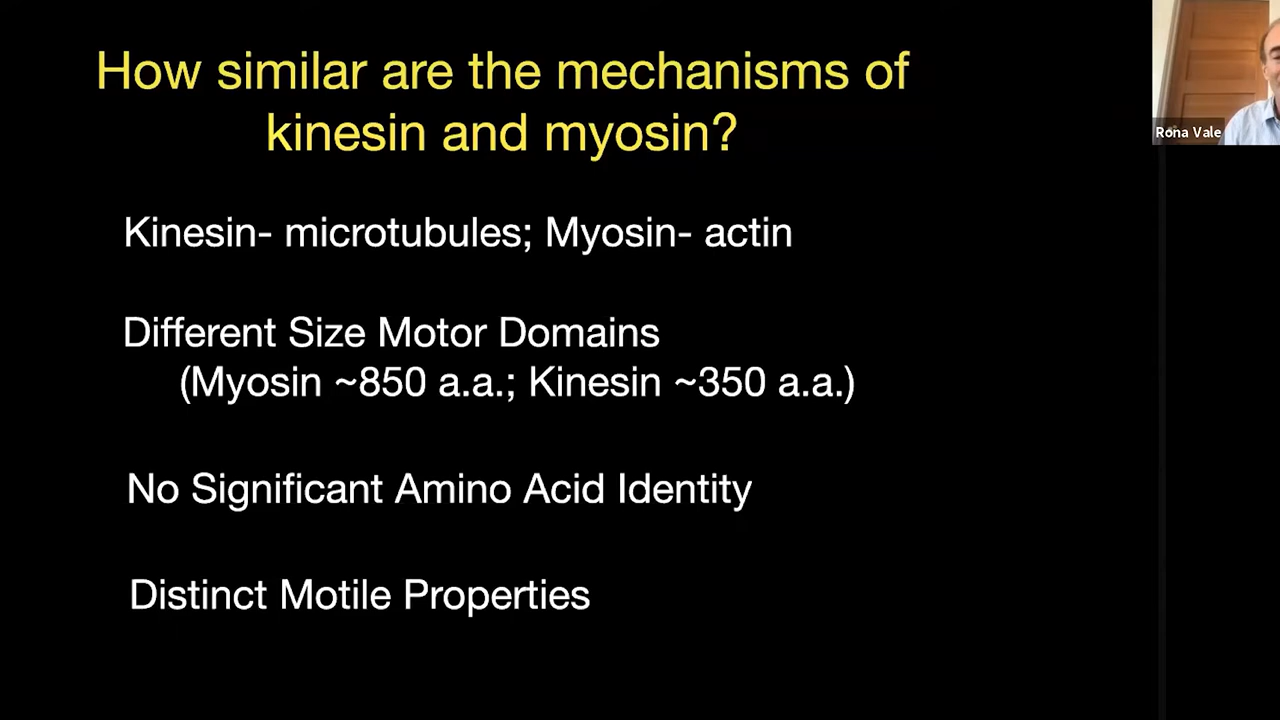 How similar are the mechanisms of
kinesin and myosin?
Rona Vale
Kinesin- microtubules; Myosin- actin
Different Size Motor Domains
(Myosin ~850 a.a.; Kinesin ~350 a.a.)
No Significant Amino Acid Identity
Distinct Motile Properties